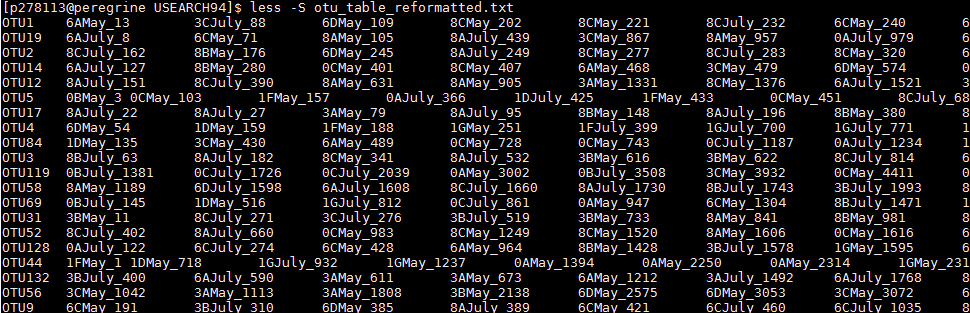 [p278113@peregrine USEARCH94]$ less -S otu_table_reformatted.txt
OTU1 6AMay_13 3CJuly_88 6DMay_109 8CMay_202 8CMay_221 8CJuly_232 6CMay_240 6
OTU19 6AJuly_8 6CMay_71 8AMay_105 8AJuly_439 3CMay_867 8AMay_957 0AJuly_979 6
OTU2 8CJuly_162 8BMay_176 6DMay_245 8AJuly_249 8CMay_277 8CJuly_283 8CMay_320 6
OTU14 6AJuly_127 8BMay_280 0CMay_401 8CMay_407 6AMay_468 3CMay_479 6DMay_574 0
OTU12 8AJuly_151 8CJuly_390 8AMay_631 8AMay_905 3AMay_1331 8CMay_1376 6AJuly_1521 3
OTU5 0BMay_3 0CMay_103 1FMay_157 0AJuly_366 1DJuly_425 1FMay_433 0CMay_451 8CJuly_68
OTU17 8AJuly_22 8AJuly_27 3AMay_79 8AJuly_95 8BMay_148 8AJuly_196 8BMay_380 8
OTU4 6DMay_54 1DMay_159 1FMay_188 1GMay_251 1FJuly_399 1GJuly_700 1GJuly_771 1
OTU84 1DMay_135 3CMay_430 6AMay_489 0CMay_728 0CMay_743 0CJuly_1187 0AJuly_1234 1
OTU3 8BJuly_63 8AJuly_182 8CMay_341 8AJuly_532 3BMay_616 3BMay_622 8CJuly_814 6
OTU119 0BJuly_1381 0CJuly_1726 0CJuly_2039 0AMay_3002 0BJuly_3508 3CMay_3932 0CMay_4411 0
OTU58 8AMay_1189 6DJuly_1598 6AJuly_1608 8CJuly_1660 8AJuly_1730 8BJuly_1743 3BJuly_1993 8
OTU69 0BJuly_145 1DMay_516 1GJuly_812 0CJuly_861 0AMay_947 6CMay_1304 8BJuly_1471 1
OTU31 3BMay_11 8CJuly_271 3CJuly_276 3BJuly_519 3BMay_733 8AMay_841 8BMay_981 8
OTU52 8CJuly_402 8AJuly_660 0CMay_983 8CMay_1249 8CMay_1520 8AMay_1606 0CMay_1616 6
OTU128 0AJuly_122 6CJuly_274 6CMay_428 6AMay_964 8BMay_1428 3BJuly_1578 1GMay_1595 6
OTU44 1FMay_1 1DMay_718 1GJuly_932 1GMay_1237 0AMay_1394 0AMay_2250 0AMay_2314 1GMay_231
OTU132 3BJuly_400 6AJuly_590 3AMay_611 3AMay_673 6AMay_1212 3AJuly_1492 6AJuly_1768 8
OTU56 3CMay_1042 3AMay_1113 3AMay_1808 3BMay_2138 6DMay_2575 6DMay_3053 3CMay_3072 6
OTU9 6CMay_191 3BJuly_310 6DMay_385 8AJuly_389 6CMay_421 6CJuly_460 6CJuly_1035 8